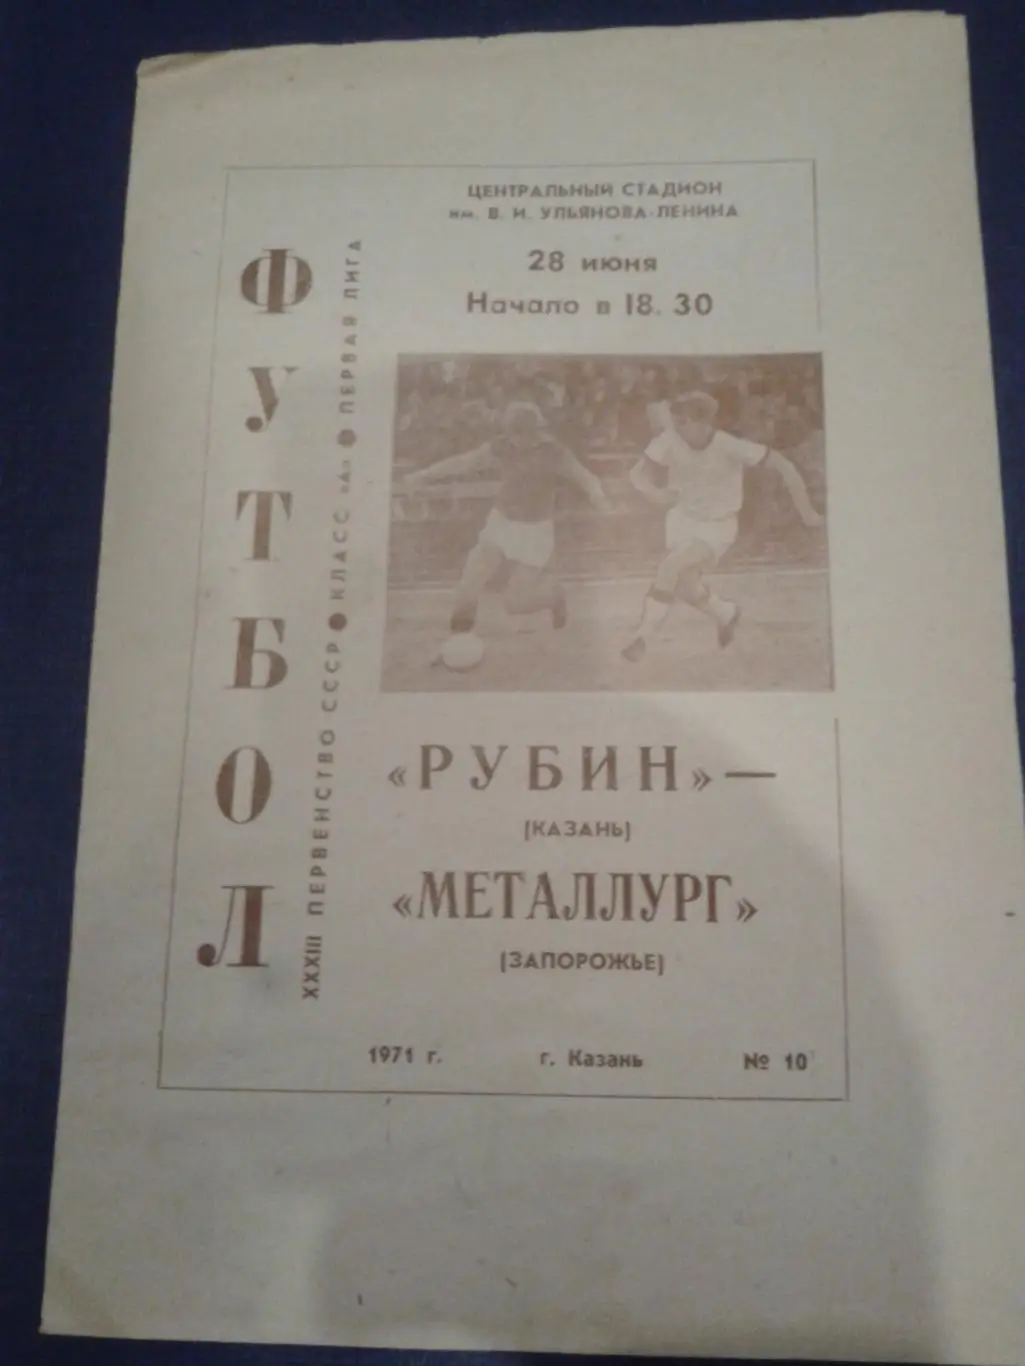 ФУТБОЛ
XXXIII ПЕРВЕНСТВО СССР ● КЛАСС «А» ● ПЕРВАЯ ЛИГА
ЦЕНТРАЛЬНЫЙ СТАДИОН
им. В. И. УЛЬЯНОВА-ЛЕНИНА
28 июня
Начало в 18. 30
«РУБИН» —
(КАЗАНЬ)
«МЕТАЛЛУРГ»
(ЗАПОРОЖЬЕ)
1971 г. г. Казань № 10